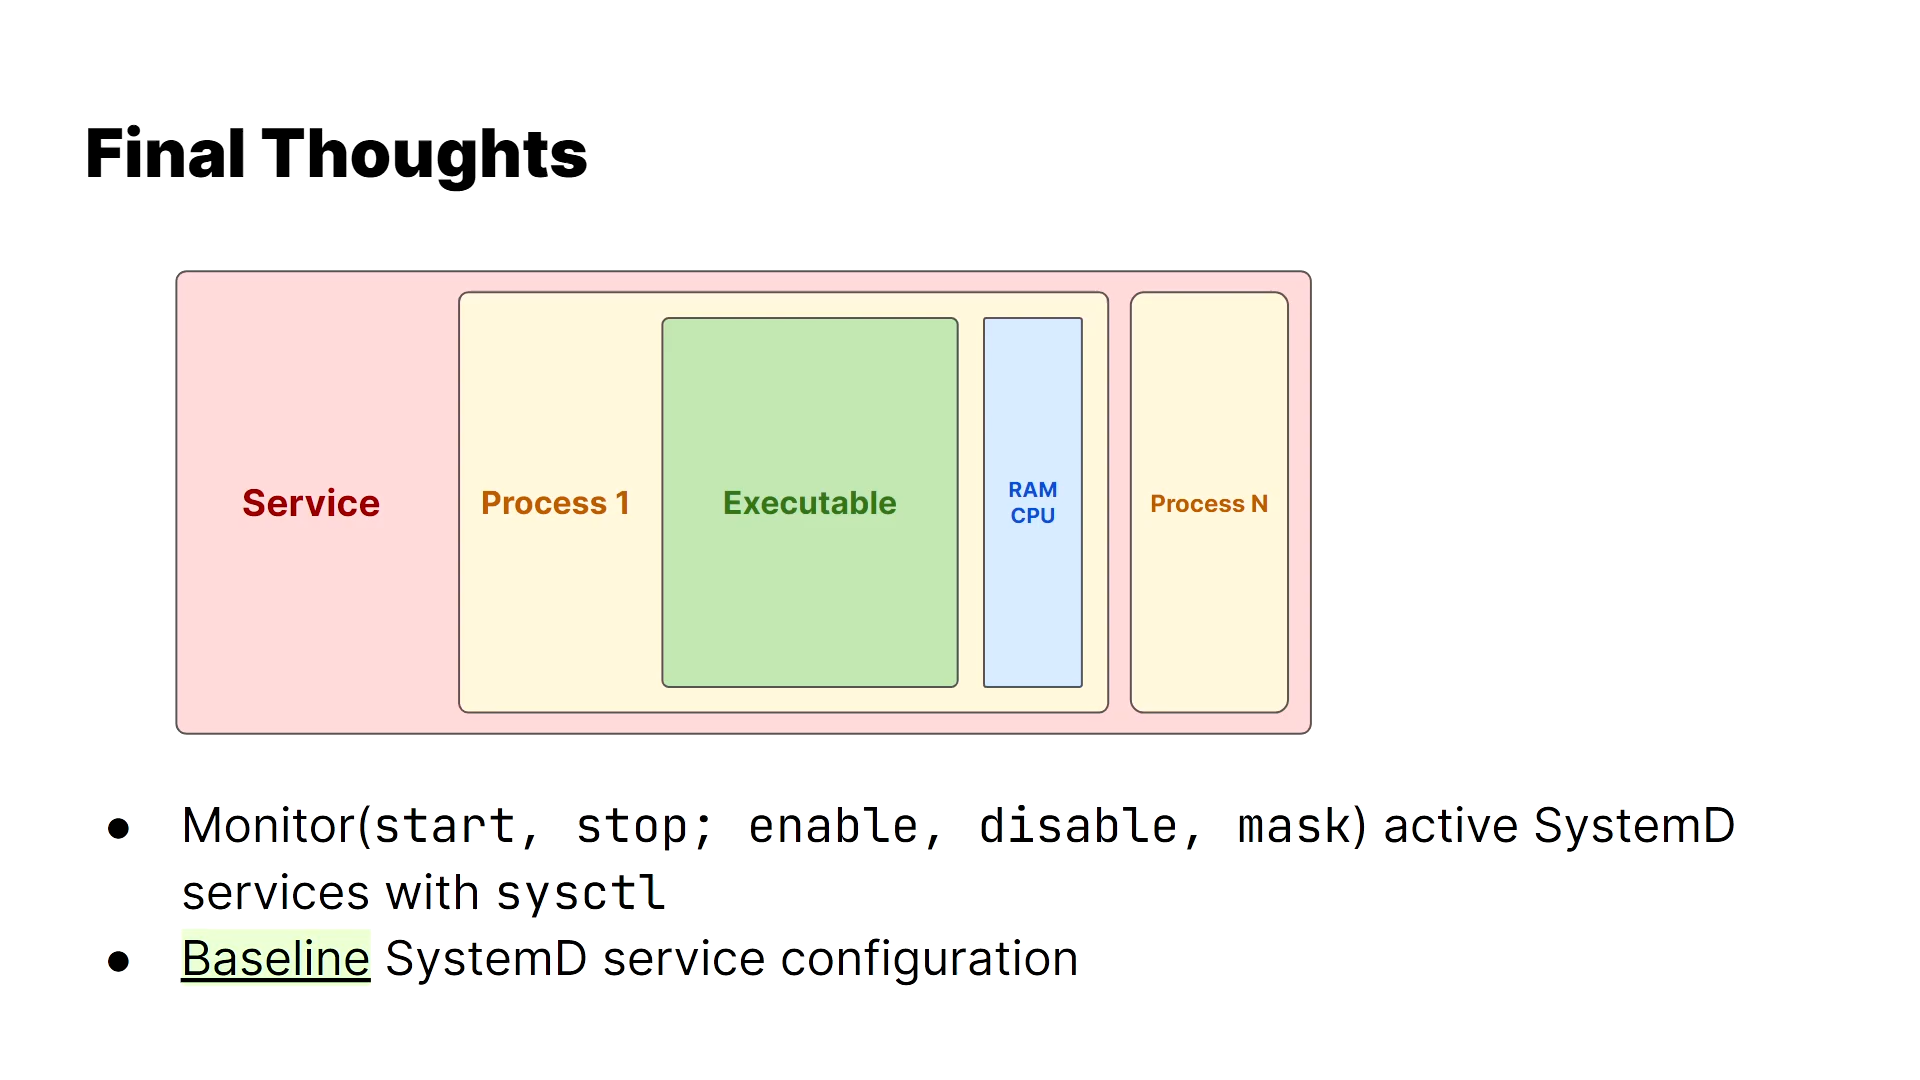 Final Thoughts
Service
Process 1
Executable
RAM
CPU
Process N
● Monitor(start, stop; enable, disable, mask) active SystemD
services with sysctl
● Baseline SystemD service configuration